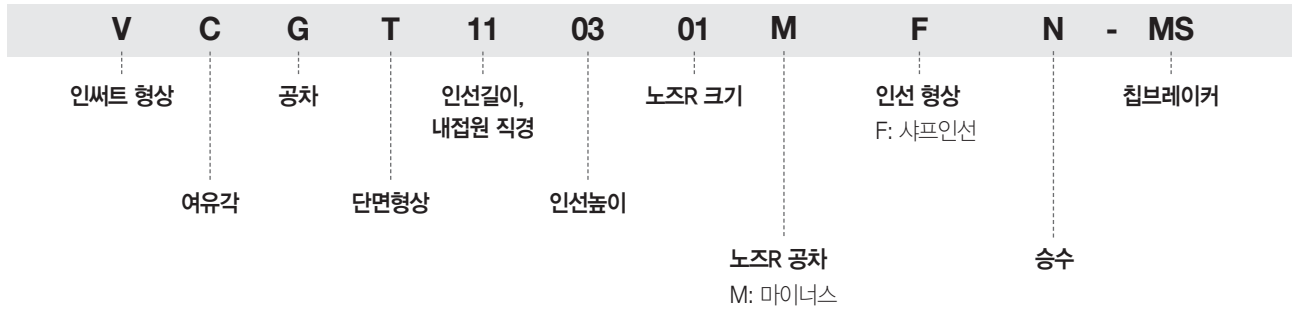 V C G T 11 03 01 M F N - MS
인써트 형상
공차
인선길이,
내접원 직경
노즈R 크기
인선 형상
F: 샤프인선
칩브레이커
여유각
단면형상
인선높이
노즈R 공차
M: 마이너스
승수